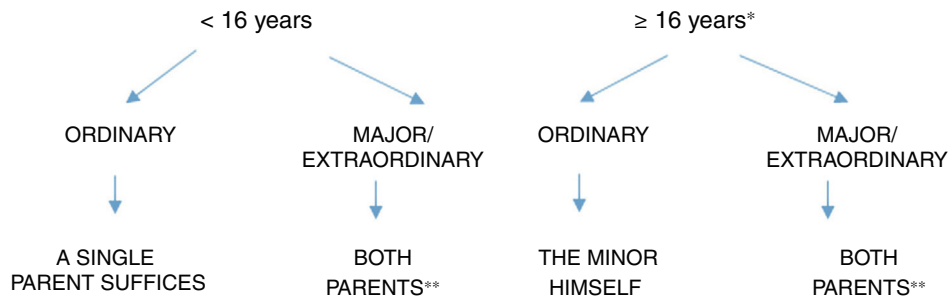 < 16 years
≥ 16 years*
ORDINARY
MAJOR/
EXTRAORDINARY
ORDINARY
MAJOR/
EXTRAORDINARY
A SINGLE
PARENT SUFFICES
BOTH
PARENTS**
THE MINOR
HIMSELF
BOTH
PARENTS**